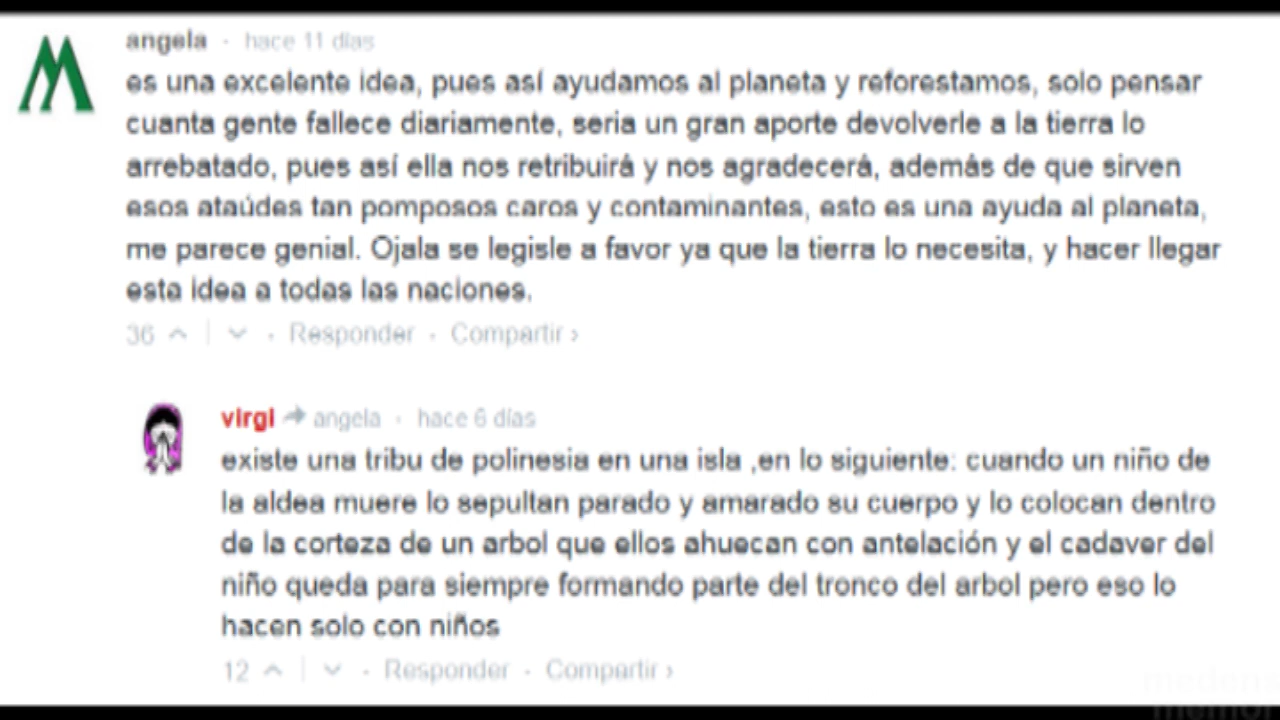 angela · hace 11 días
es una excelente idea, pues así ayudamos al planeta y reforestamos, solo pensar
cuanta gente fallece diariamente, seria un gran aporte devolverle a la tierra lo
arrebatado, pues así ella nos retribuirá y nos agradecerá, además de que sirven
esos ataúdes tan pomposos caros y contaminantes, esto es una ayuda al planeta,
me parece genial. Ojala se legisle a favor ya que la tierra lo necesita, y hacer llegar
esta idea a todas las naciones.
36 · Responder · Compartir ›
virgi angela · hace 6 días
existe una tribu de polinesia en una isla ,en lo siguiente: cuando un niño de
la aldea muere lo sepultan parado y amarado su cuerpo y lo colocan dentro
de la corteza de un arbol que ellos ahuecan con antelación y el cadaver del
niño queda para siempre formando parte del tronco del arbol pero eso lo
hacen solo con niños
12 · Responder · Compartir ›